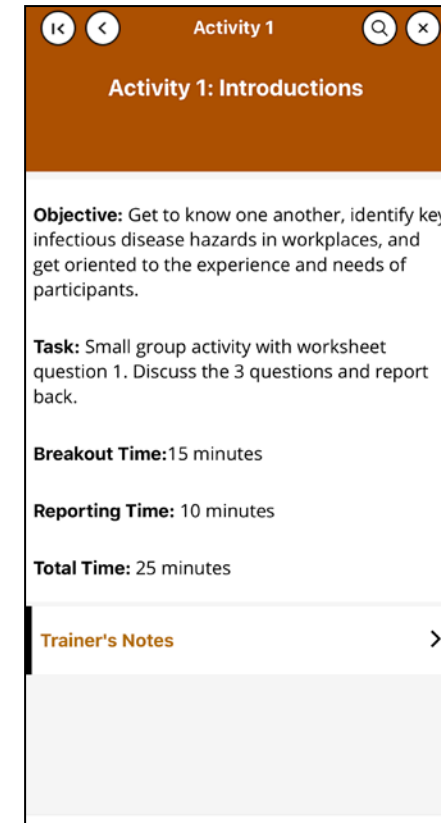 Activity 1
Activity 1: Introductions
Objective: Get to know one another, identify key
infectious disease hazards in workplaces, and
get oriented to the experience and needs of
participants.
Task: Small group activity with worksheet
question 1. Discuss the 3 questions and report
back.
Breakout Time:15 minutes
Reporting Time: 10 minutes
Total Time: 25 minutes
Trainer's Notes